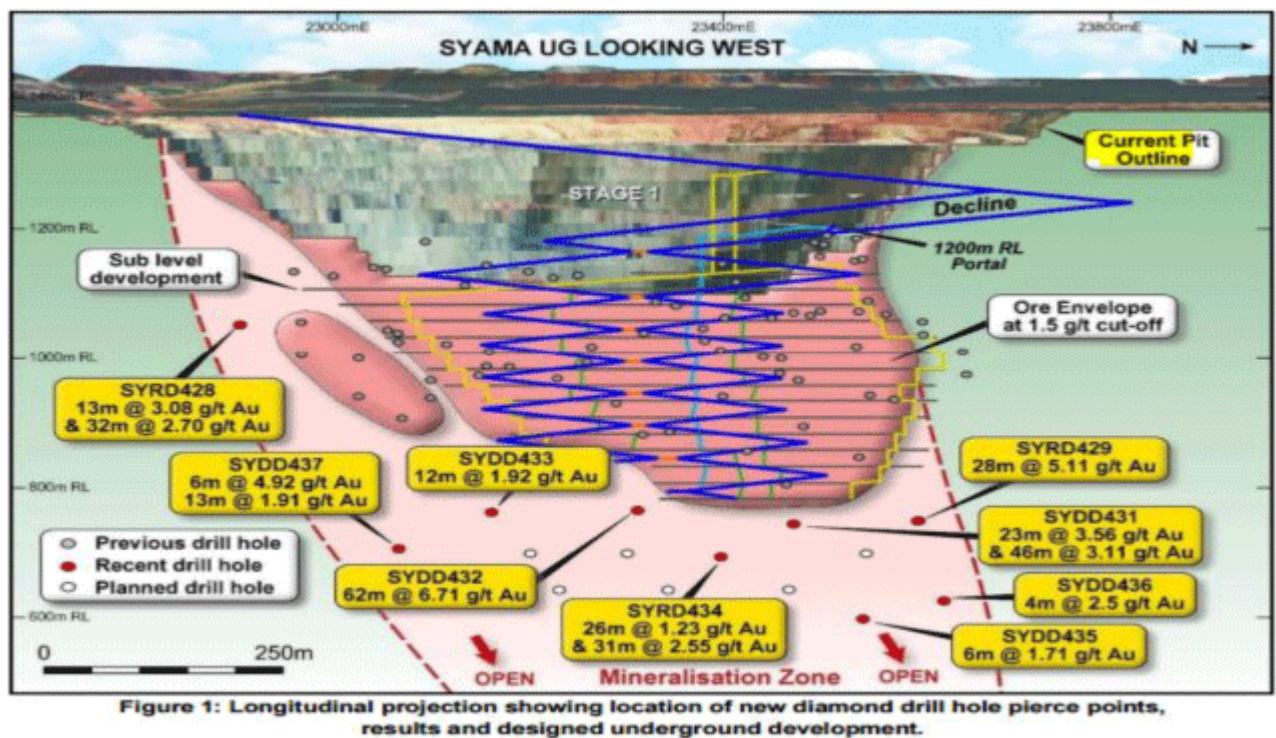 23000mE
23400mE
23800mE
SYAMA UG LOOKING WEST
N
1400m RL
Current Pit
Outline
STAGE 1
Decline
1200m RL
1200m RL
Portal
Sub level
development
Ore Envelope
at 1.5 g/t cut-off
1000m RL
SYRD428
13m @ 3.08 g/t Au
& 32m @ 2.70 g/t Au
SYDD437
6m @ 4.92 g/t Au
13m @ 1.91 g/t Au
SYDD433
12m @ 1.92 g/t Au
SYRD429
28m @ 5.11 g/t Au
800m RL
SYDD431
23m @ 3.56 g/t Au
& 46m @ 3.11 g/t Au
Previous drill hole
Recent drill hole
Planned drill hole
SYDD432
62m @ 6.71 g/t Au
SYRD434
26m @ 1.23 g/t Au
& 31m @ 2.55 g/t Au
SYDD436
4m @ 2.5 g/t Au
600m RL
SYDD435
6m @ 1.71 g/t Au
0
250m
OPEN
Mineralisation Zone
OPEN
Figure 1: Longitudinal projection showing location of new diamond drill hole pierce points,
results and designed underground development.